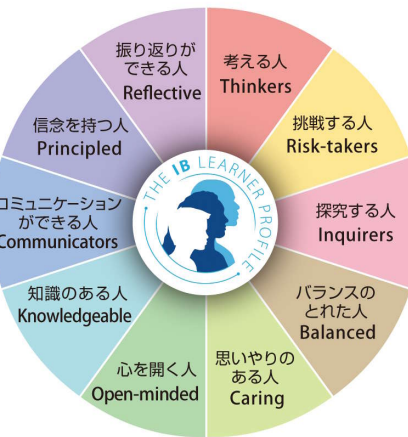 考える人
Thinkers
挑戦する人
Risk-takers
探究する人
Inquirers
バランスの
とれた人
Balanced
思いやりの
ある人
Caring
心を開く人
Open-minded
知識のある人
Knowledgeable
コミュニケーション
ができる人
Communicators
信念を持つ人
Principled
振り返りが
できる人
Reflective
THE IB LEARNER PROFILE